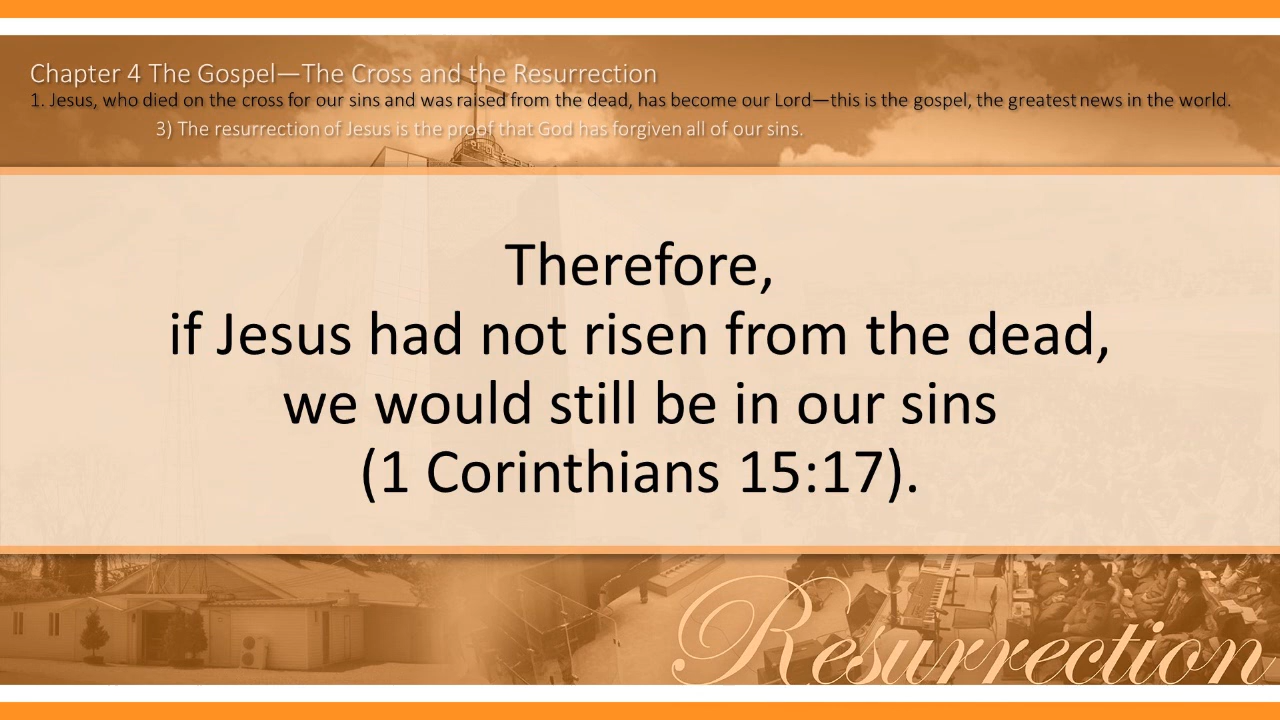 Chapter 4 The Gospel—The Cross and the Resurrection
1. Jesus, who died on the cross for our sins and was raised from the dead, has become our Lord—this is the gospel, the greatest news in the world.
3) The resurrection of Jesus is the proof that God has forgiven all of our sins.
Therefore,
if Jesus had not risen from the dead,
we would still be in our sins
(1 Corinthians 15:17).
Resurrection